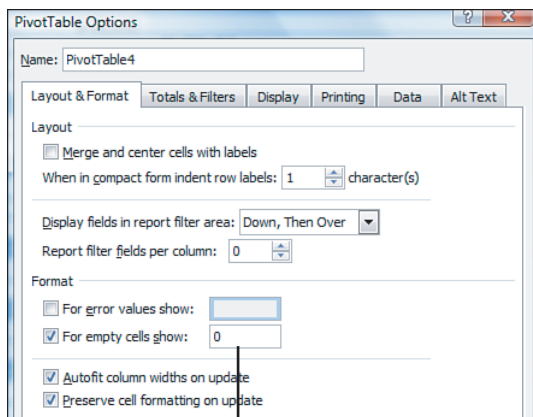 PivotTable Options
Name: PivotTable4
Layout & Format Totals & Filters Display Printing Data Alt Text
Layout
Merge and center cells with labels
When in compact form indent row labels: 1 character(s)
Display fields in report filter area: Down, Then Over
Report filter fields per column: 0
Format
For error values show:
For empty cells show: 0
Autofit column widths on update
Preserve cell formatting on update